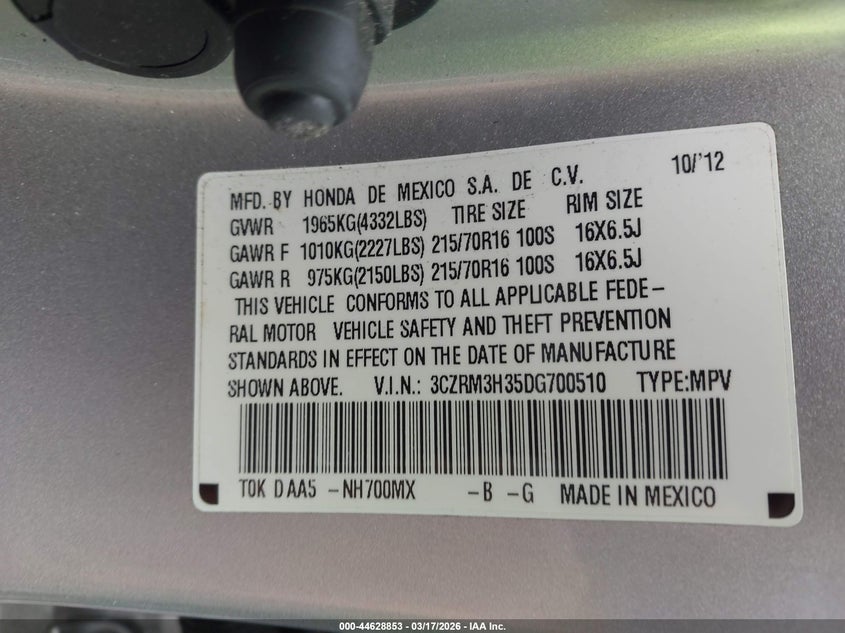 MFD. BY HONDA DE MEXICO S.A. DE C.V. 10/'12
GVWR 1965KG(4332LBS) TIRE SIZE RIM SIZE
GAWR F 1010KG(2227LBS) 215/70R16 100S 16X6.5J
GAWR R 975KG(2150LBS) 215/70R16 100S 16X6.5J
THIS VEHICLE CONFORMS TO ALL APPLICABLE FEDE-
RAL MOTOR VEHICLE SAFETY AND THEFT PREVENTION
STANDARDS IN EFFECT ON THE DATE OF MANUFACTURE
SHOWN ABOVE. V.I.N.: 3CZRM3H35DG700510 TYPE:MPV
T0K D AA5 -NH700MX -B -G MADE IN MEXICO
000-44628853 - 03/17/2026 - IAA Inc.